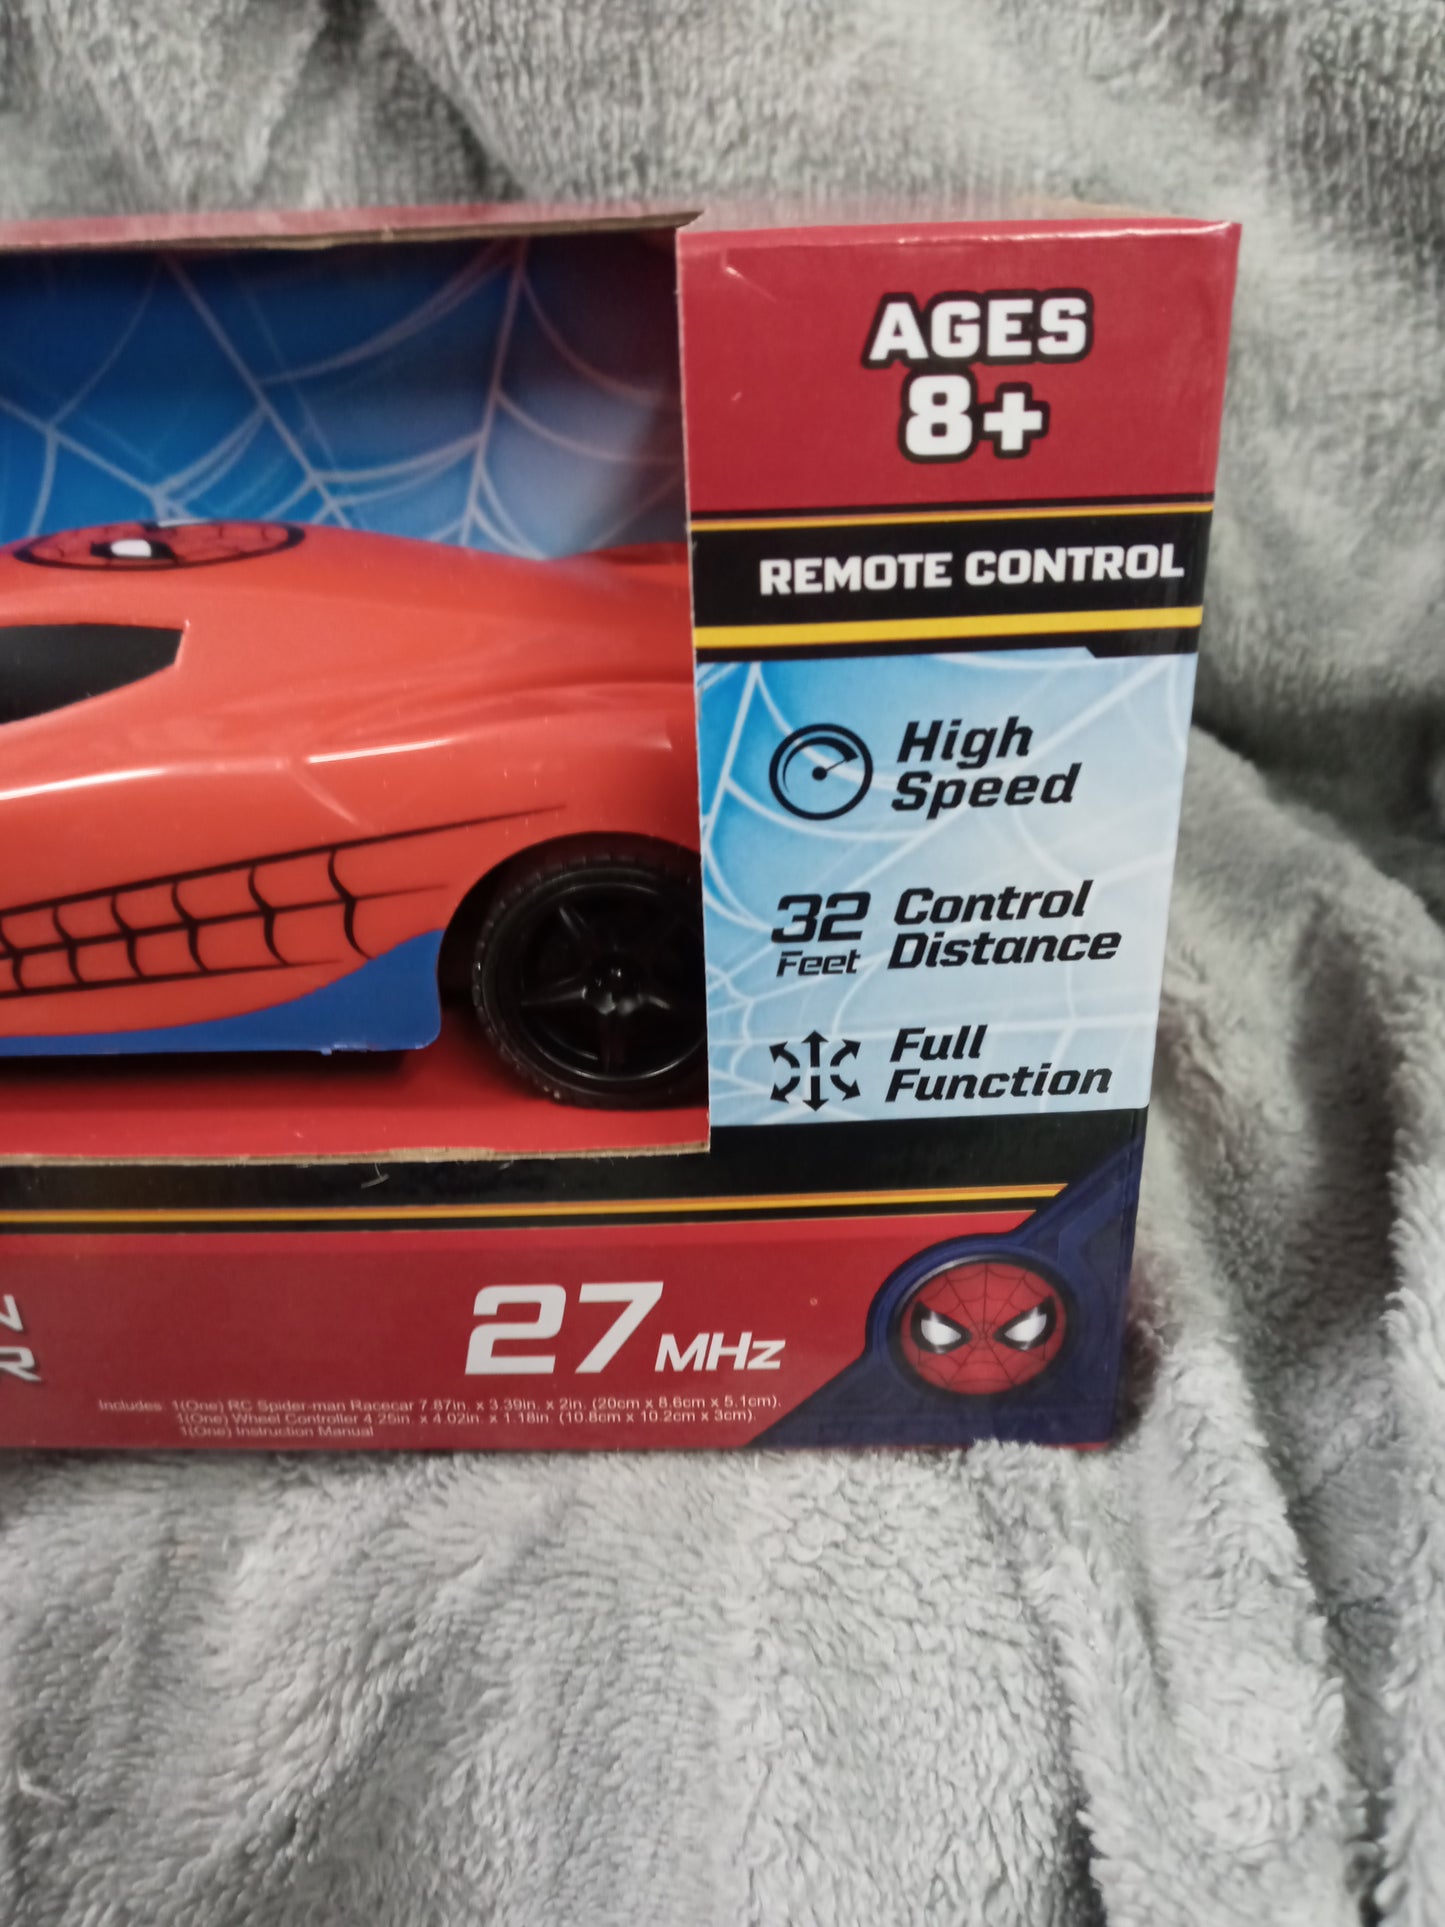 AGES
8+
REMOTE CONTROL
High
Speed
32
Feet
Control
Distance
Full
Function
N
R
27 MHz
Includes: 1(One) RC Spider-man Racecar 7.87in. x 3.39in. x 2in. (20cm x 8.6cm x 5.1cm).
1(One) Wheel Controller 4.25in. x 4.02in. x 1.18in. (10.8cm x 10.2cm x 3cm).
1(One) Instruction Manual